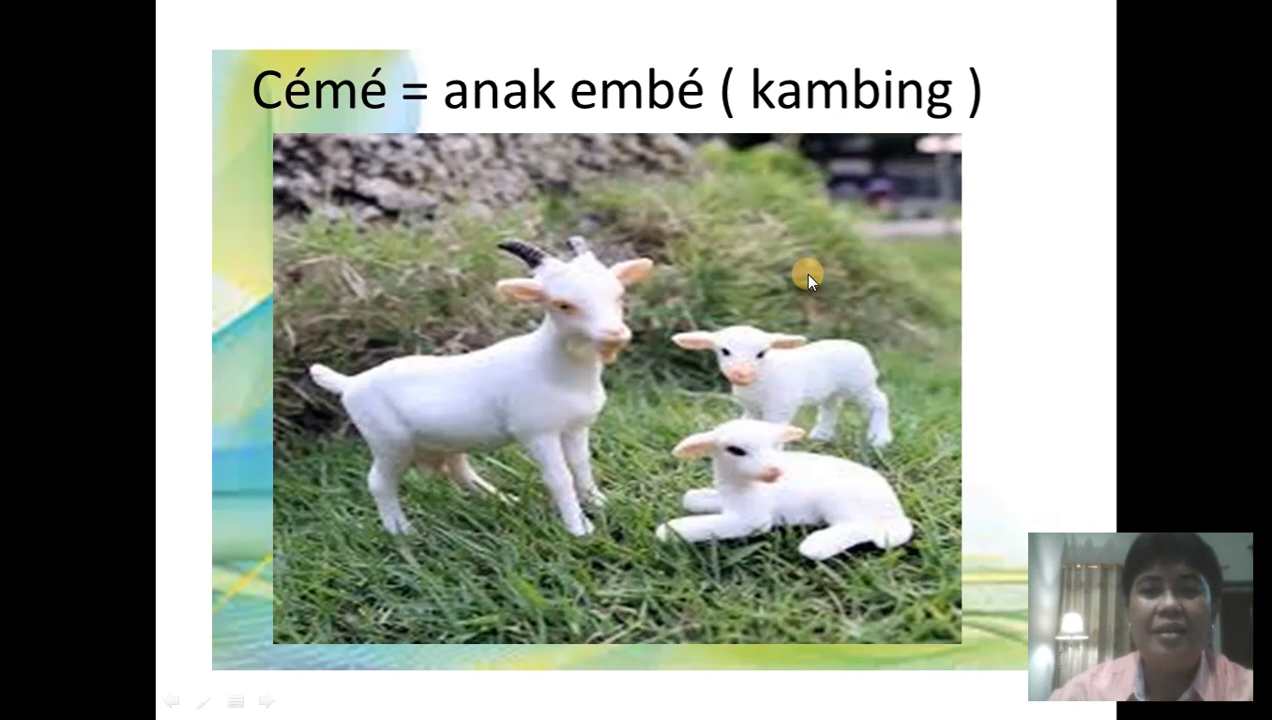 Cémé = anak embé ( kambing )